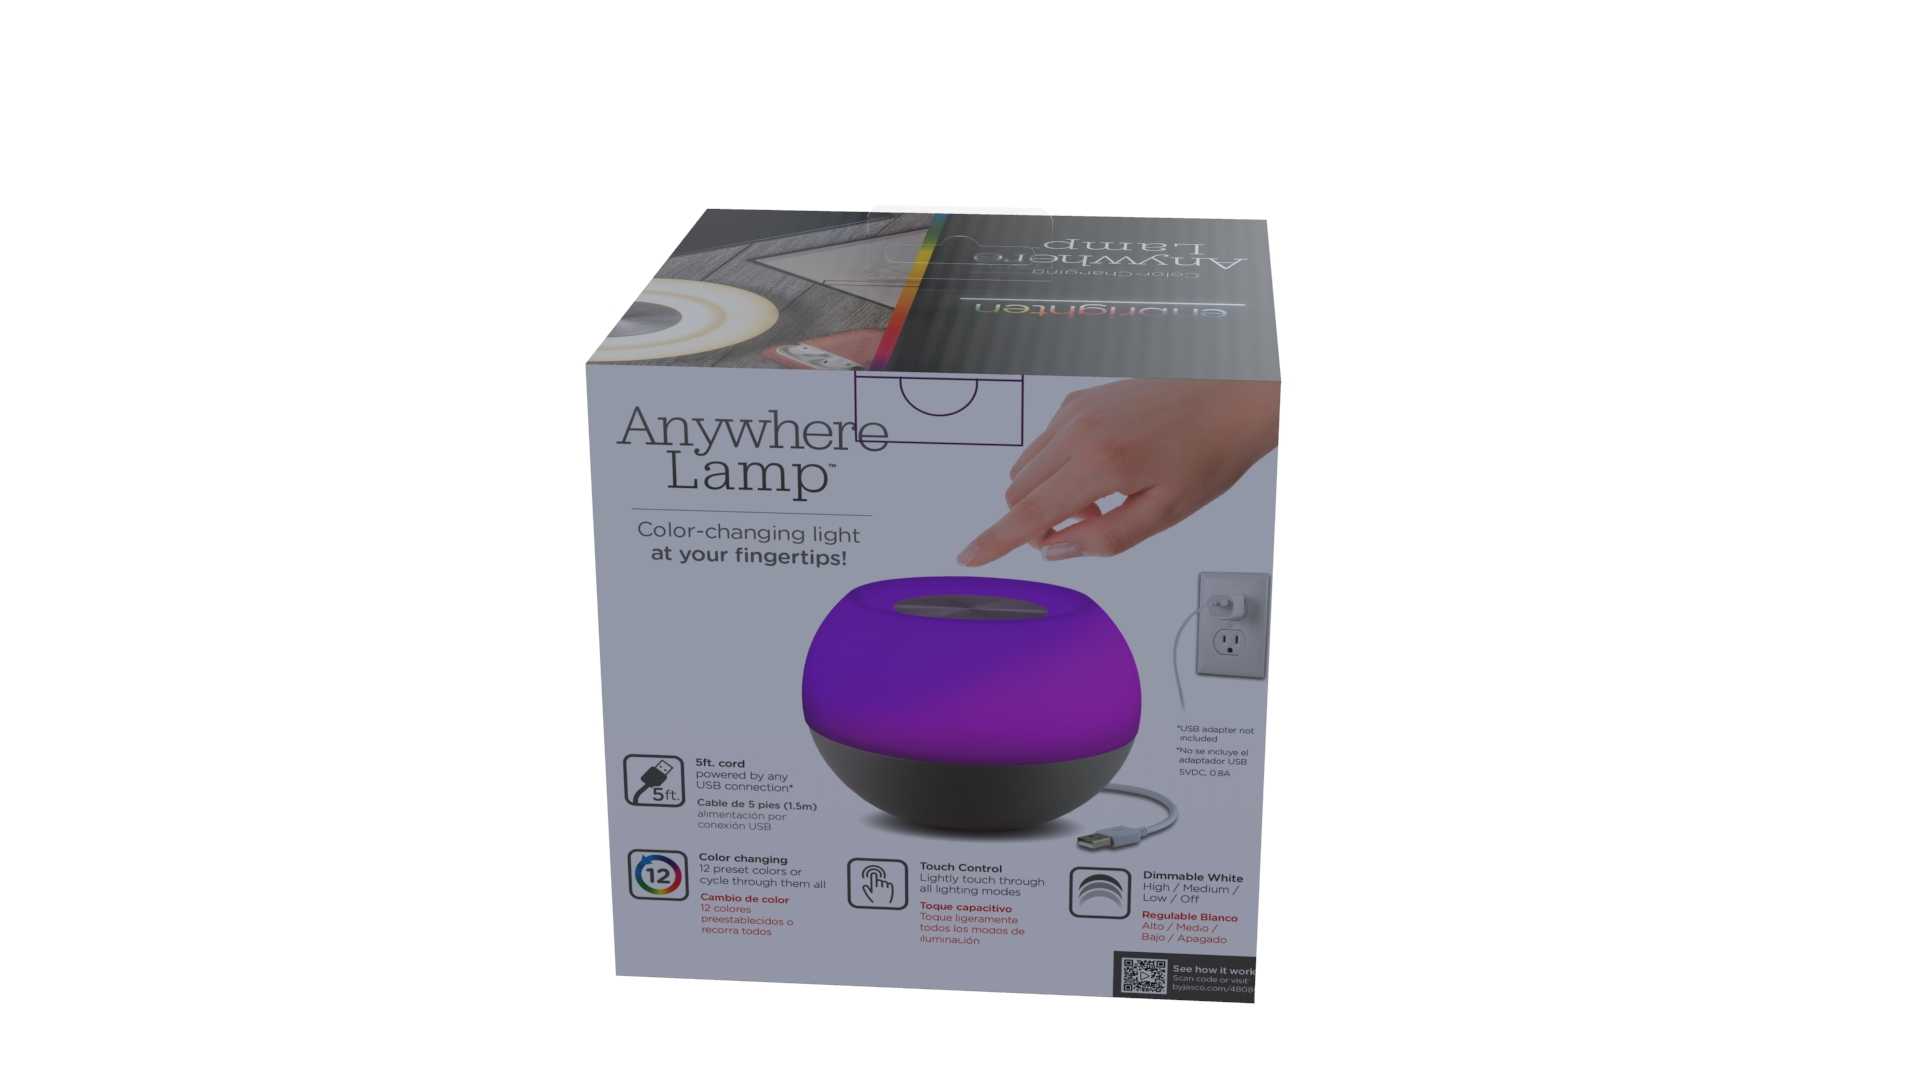 enbrighten
Color-Changing
Anywhere
Lamp
Anywhere
Lamp™
Color-changing light
at your fingertips!
*USB adapter not
included
*No se incluye el
adaptador USB
5VDC, 0.8A
5ft.
5ft. cord
powered by any
USB connection*
Cable de 5 pies (1.5m)
alimentación por
conexión USB
12
Color changing
12 preset colors or
cycle through them all
Cambio de color
12 colores
preestablecidos o
recorra todos
Touch Control
Lightly touch through
all lighting modes
Toque capacitivo
Toque ligeramente
todos los modos de
iluminación
Dimmable White
High / Medium /
Low / Off
Regulable Blanco
Alto / Medio /
Bajo / Apagado
See how it work
Scan code or visit
byjasco.com/4808